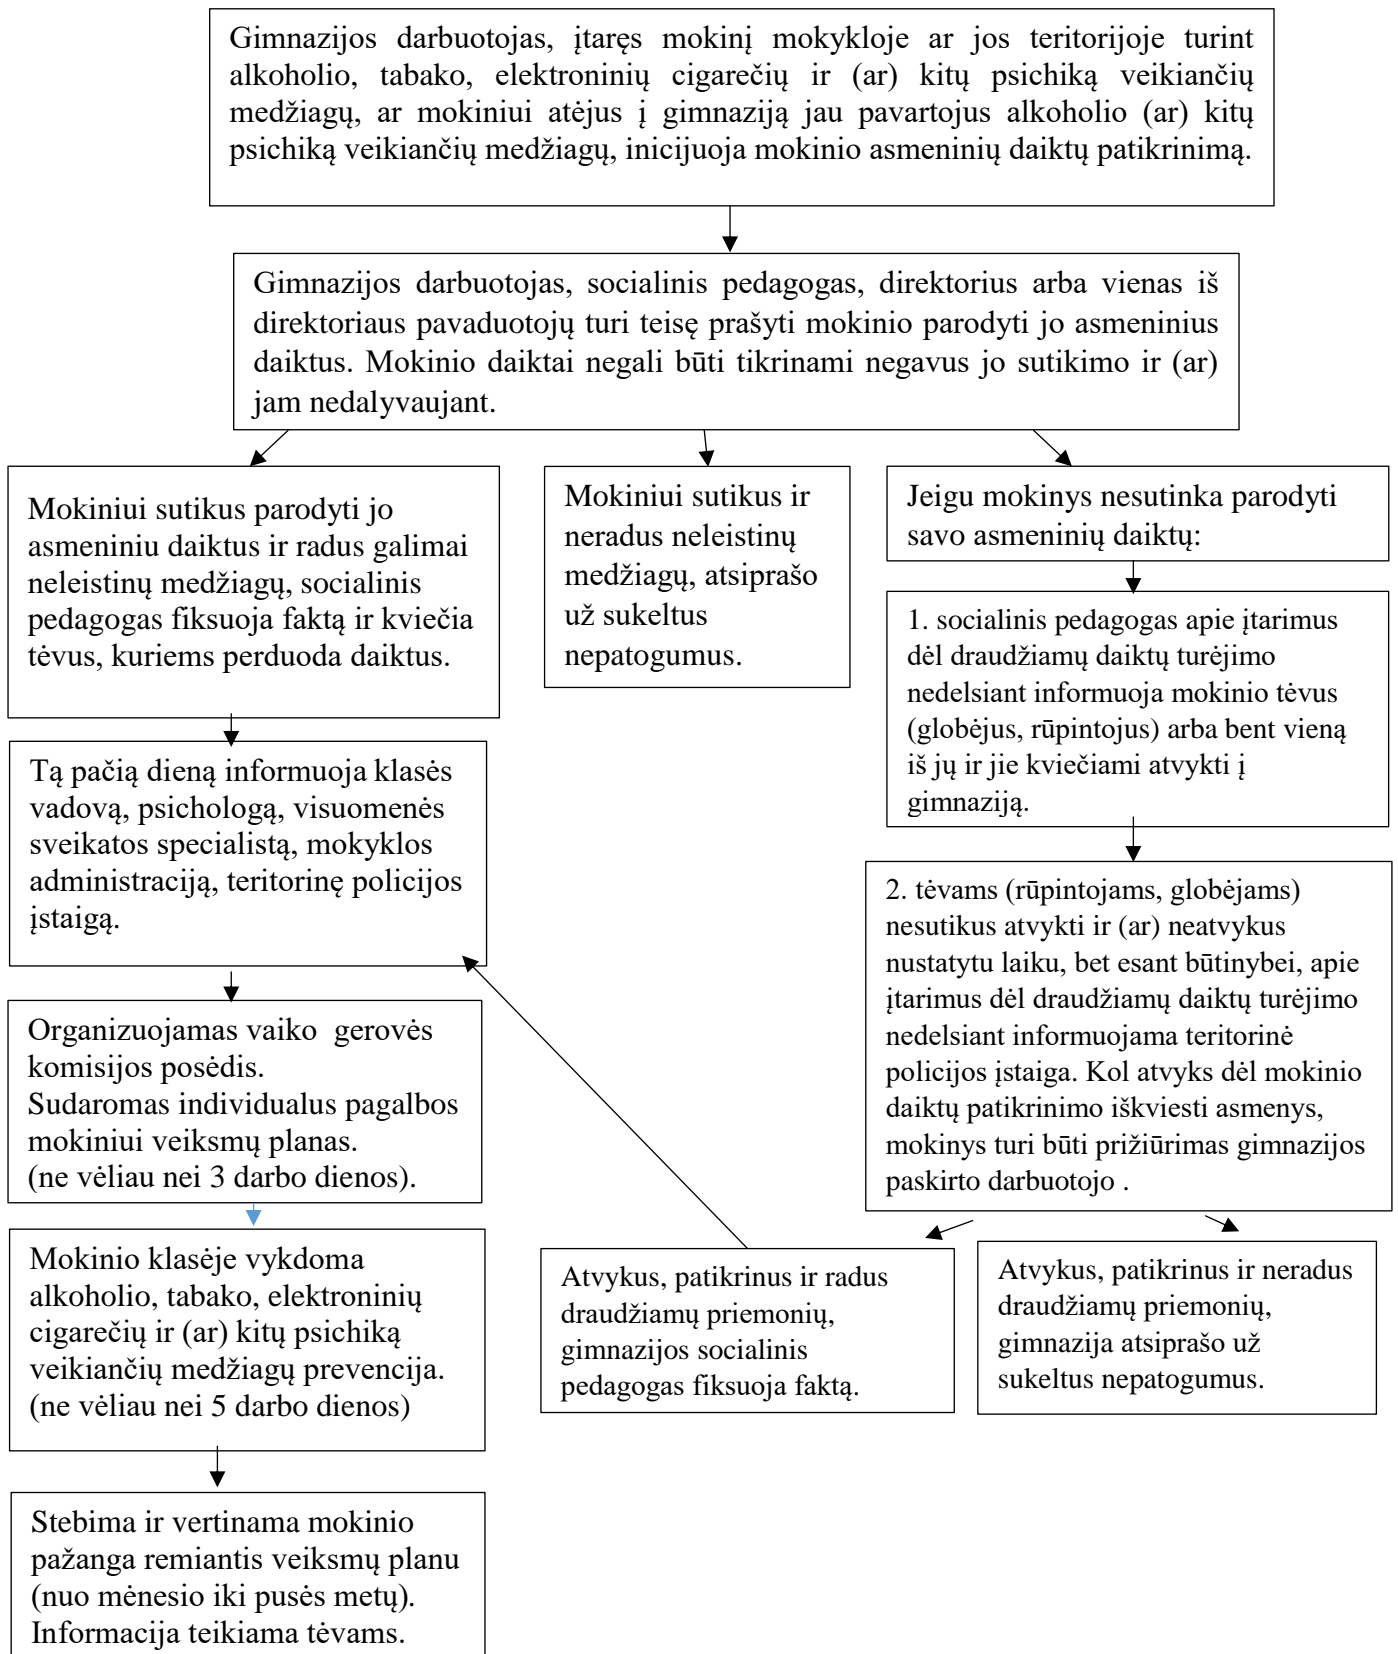 Gimnazijos darbuotojas, įtaręs mokinį mokykloje ar jos teritorijoje turint
alkoholio, tabako, elektroninių cigarečių ir (ar) kitų psichiką veikiančių
medžiagų, ar mokiniui atėjus į gimnaziją jau pavartojus alkoholio (ar) kitų
psichiką veikiančių medžiagų, inicijuoja mokinio asmeninių daiktų patikrinimą.
Gimnazijos darbuotojas, socialinis pedagogas, direktorius arba vienas iš
direktoriaus pavaduotojų turi teisę prašyti mokinio parodyti jo asmeninius
daiktus. Mokinio daiktai negali būti tikrinami negavus jo sutikimo ir (ar)
jam nedalyvaujant.
Mokiniui sutikus parodyti jo
asmeniniu daiktus ir radus galimai
neleistinų medžiagų, socialinis
pedagogas fiksuoja faktą ir kviečia
tėvus, kuriems perduoda daiktus.
Mokiniui sutikus ir
neradus neleistinų
medžiagų, atsiprašo
už sukeltus
nepatogumus.
Jeigu mokinys nesutinka parodyti
savo asmeninių daiktų:
1. socialinis pedagogas apie įtarimus
dėl draudžiamų daiktų turėjimo
nedelsiant informuoja mokinio tėvus
(globėjus, rūpintojus) arba bent vieną
iš jų ir jie kviečiami atvykti į
gimnaziją.
Tą pačią dieną informuoja klasės
vadovą, psichologą, visuomenės
sveikatos specialistą, mokyklos
administraciją, teritorinę policijos
įstaigą.
2. tėvams (rūpintojams, globėjams)
nesutikus atvykti ir (ar) neatvykus
nustatytu laiku, bet esant būtinybei, apie
įtarimus dėl draudžiamų daiktų turėjimo
nedelsiant informuojama teritorinė
policijos įstaiga. Kol atvyks dėl mokinio
daiktų patikrinimo iškviesti asmenys,
mokinys turi būti prižiūrimas gimnazijos
paskirto darbuotojo .
Organizuojamas vaiko  gerovės
komisijos posėdis.
Sudaromas individualus pagalbos
mokiniui veiksmų planas.
(ne vėliau nei 3 darbo dienos).
Mokinio klasėje vykdoma
alkoholio, tabako, elektroninių
cigarečių ir (ar) kitų psichiką
veikiančių medžiagų prevencija.
(ne vėliau nei 5 darbo dienos)
Atvykus, patikrinus ir radus
draudžiamų priemonių,
gimnazijos socialinis
pedagogas fiksuoja faktą.
Atvykus, patikrinus ir neradus
draudžiamų priemonių,
gimnazija atsiprašo už
sukeltus nepatogumus.
Stebima ir vertinama mokinio
pažanga remiantis veiksmų planu
(nuo mėnesio iki pusės metų).
Informacija teikiama tėvams.